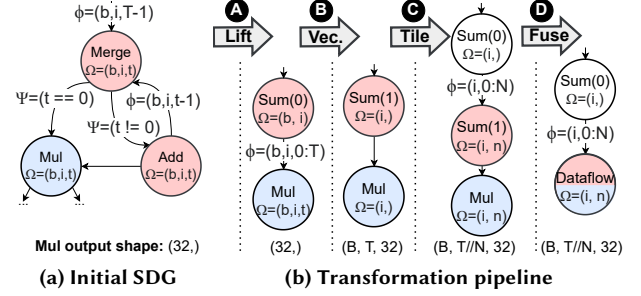 ϕ=(b,i,T-1)
Merge
Ω=(b,i,t)
Ψ=(t == 0)
ϕ=(b,i,t-1)
Ψ=(t != 0)
Mul
Ω=(b,i,t)
Add
Ω=(b,i,t)
...
...
Mul output shape: (32,)
(a) Initial SDG
A
Lift
B
Vec.
C
Tile
D
Fuse
Sum(0)
Ω=(b, i)
ϕ=(b,i,0:T)
Mul
Ω=(b,i,t)
(32,)
Sum(1)
Ω=(i,)
Mul
Ω=(i,)
(B, T, 32)
Sum(0)
Ω=(i,)
ϕ=(i,0:N)
Sum(1)
Ω=(i, n)
Mul
Ω=(i, n)
(B, T//N, 32)
Sum(0)
Ω=(i,)
ϕ=(i,0:N)
Dataflow
Ω=(i, n)
(B, T//N, 32)
(b) Transformation pipeline